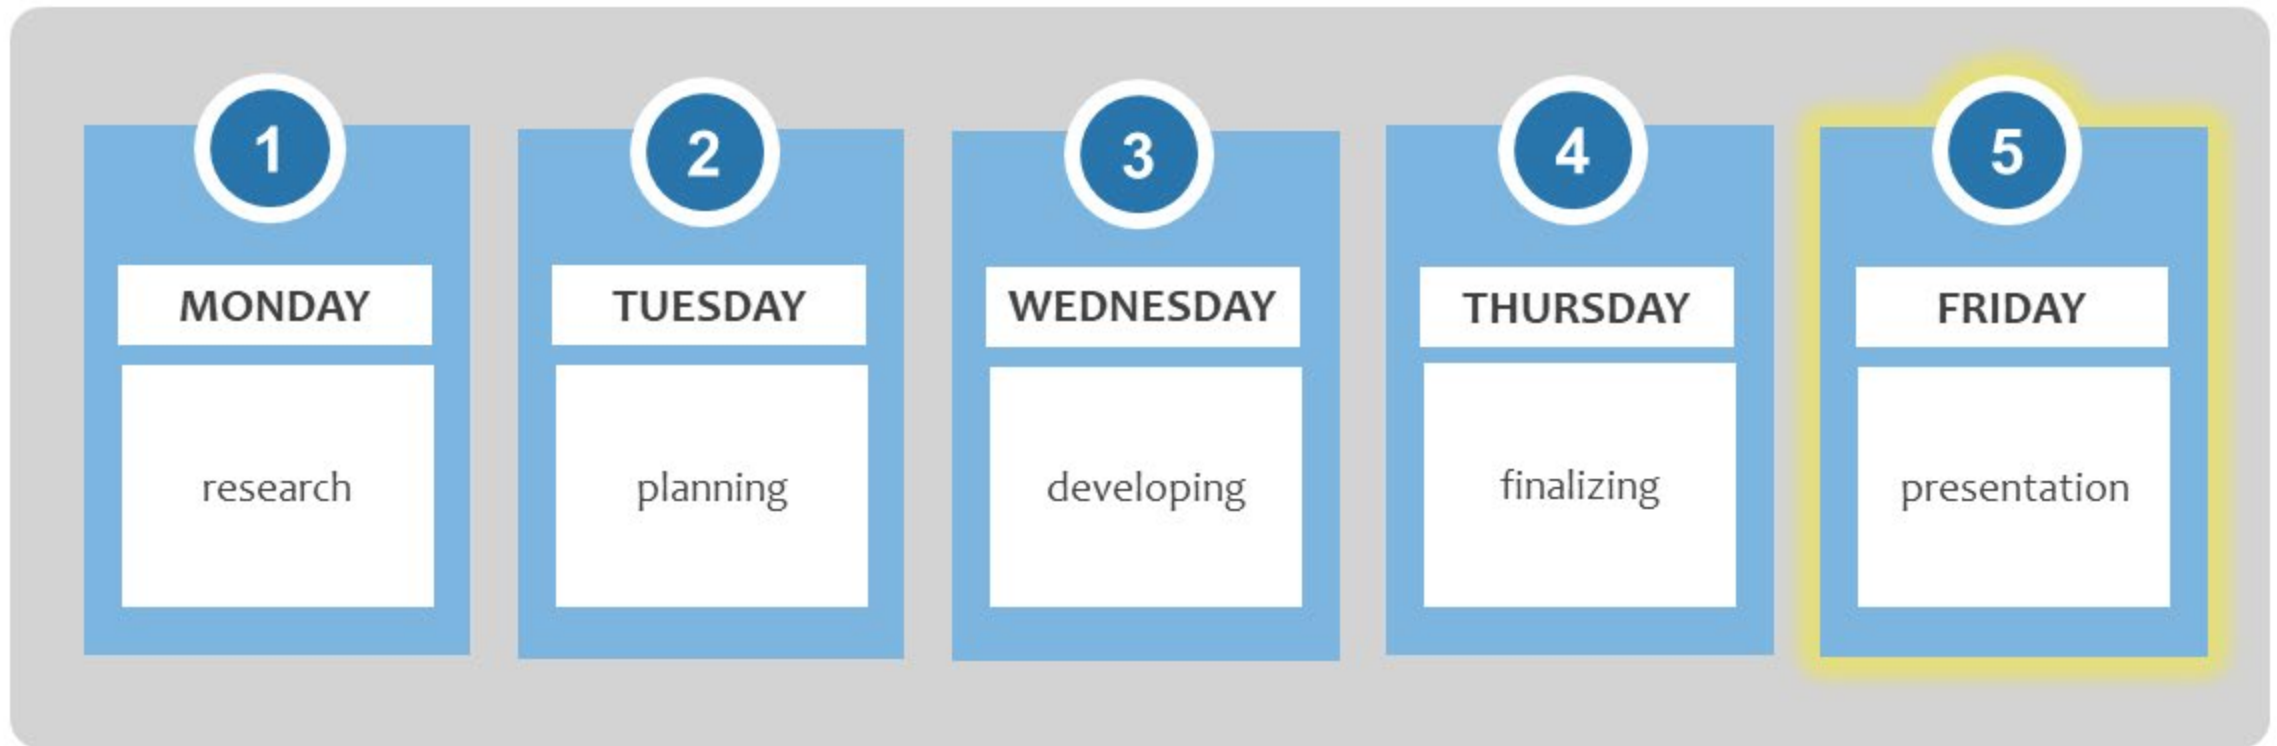 1
MONDAY
research
2
TUESDAY
planning
3
WEDNESDAY
developing
4
THURSDAY
finalizing
5
FRIDAY
presentation